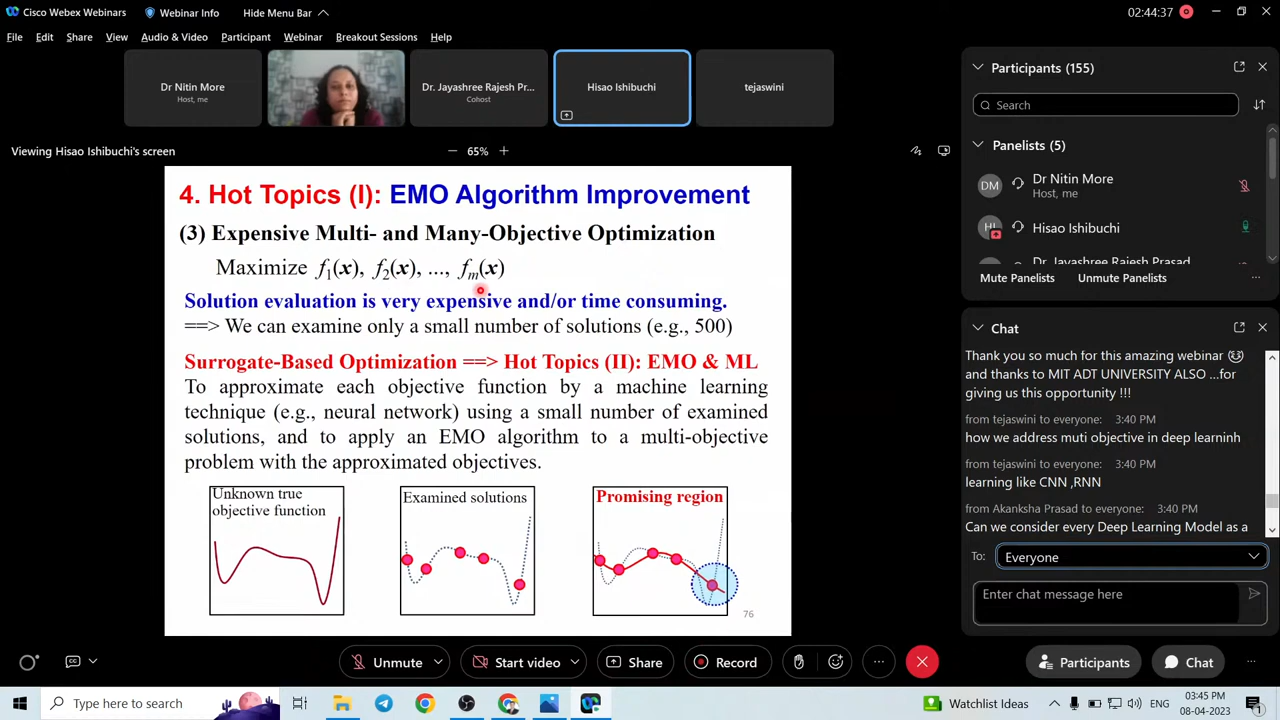 Cisco Webex Webinars
Webinar Info
Hide Menu Bar
02:44:37
File Edit Share View Audio & Video Participant Webinar Breakout Sessions Help
Dr Nitin More
Host, me
Dr. Jayashree Rajesh Pr...
Cohost
Hisao Ishibuchi
tejaswini
Viewing Hisao Ishibuchi's screen
65%
4. Hot Topics (I): EMO Algorithm Improvement
(3) Expensive Multi- and Many-Objective Optimization
Maximize f1(x), f2(x), ..., fm(x)
Solution evaluation is very expensive and/or time consuming.
==> We can examine only a small number of solutions (e.g., 500)
Surrogate-Based Optimization ==> Hot Topics (II): EMO & ML
To approximate each objective function by a machine learning
technique (e.g., neural network) using a small number of examined
solutions, and to apply an EMO algorithm to a multi-objective
problem with the approximated objectives.
Unknown true
objective function
Examined solutions
Promising region
76
Participants (155)
Search
Panelists (5)
DM
Dr Nitin More
Host, me
HI
Hisao Ishibuchi
Dr. Jayashree Rajesh Prasad
Mute Participants
Unmute Participants
Chat
Thank you so much for this amazing webinar
and thanks to MIT ADT UNIVERSITY ALSO ...for
giving us this opportunity !!!
from tejaswini to everyone: 3:40 PM
how we address muti objective in deep learninh
from tejaswini to everyone: 3:40 PM
learning like CNN ,RNN
from Akanksha Prasad to everyone: 3:40 PM
Can we consider every Deep Learning Model as a
To:
Everyone
Enter chat message here
Unmute
Start video
Share
Record
Participants
Chat
Type here to search
Watchlist Ideas
ENG
03:45 PM
08-04-2023
1